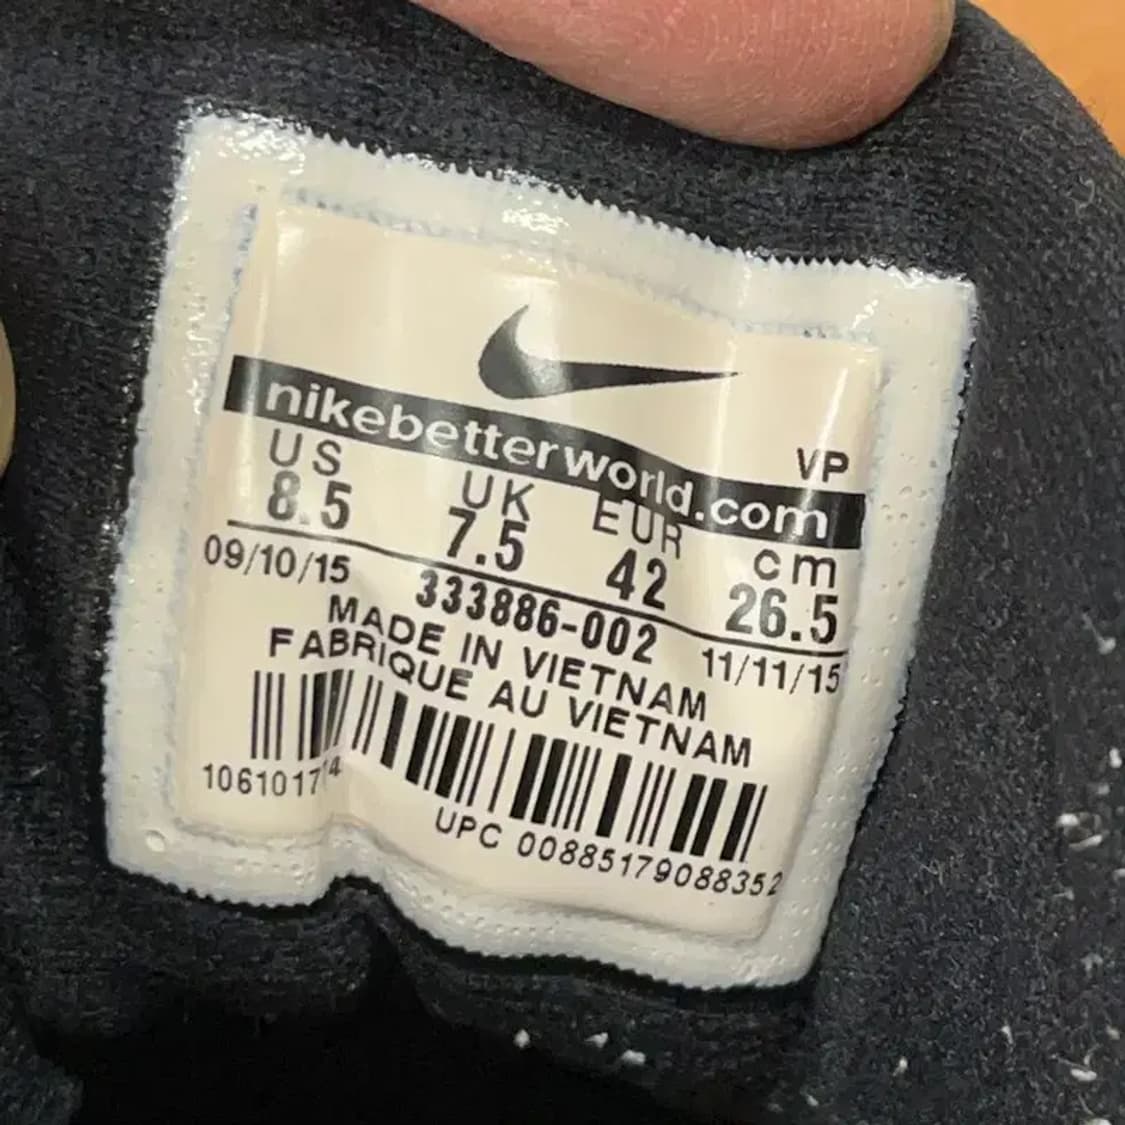 nikebetterworld.com
VP
US UK EUR cm
8.5 7.5 42 26.5
09/10/15 333886-002 11/11/15
MADE IN VIETNAM
FABRIQUE AU VIETNAM
UPC 00885179088352